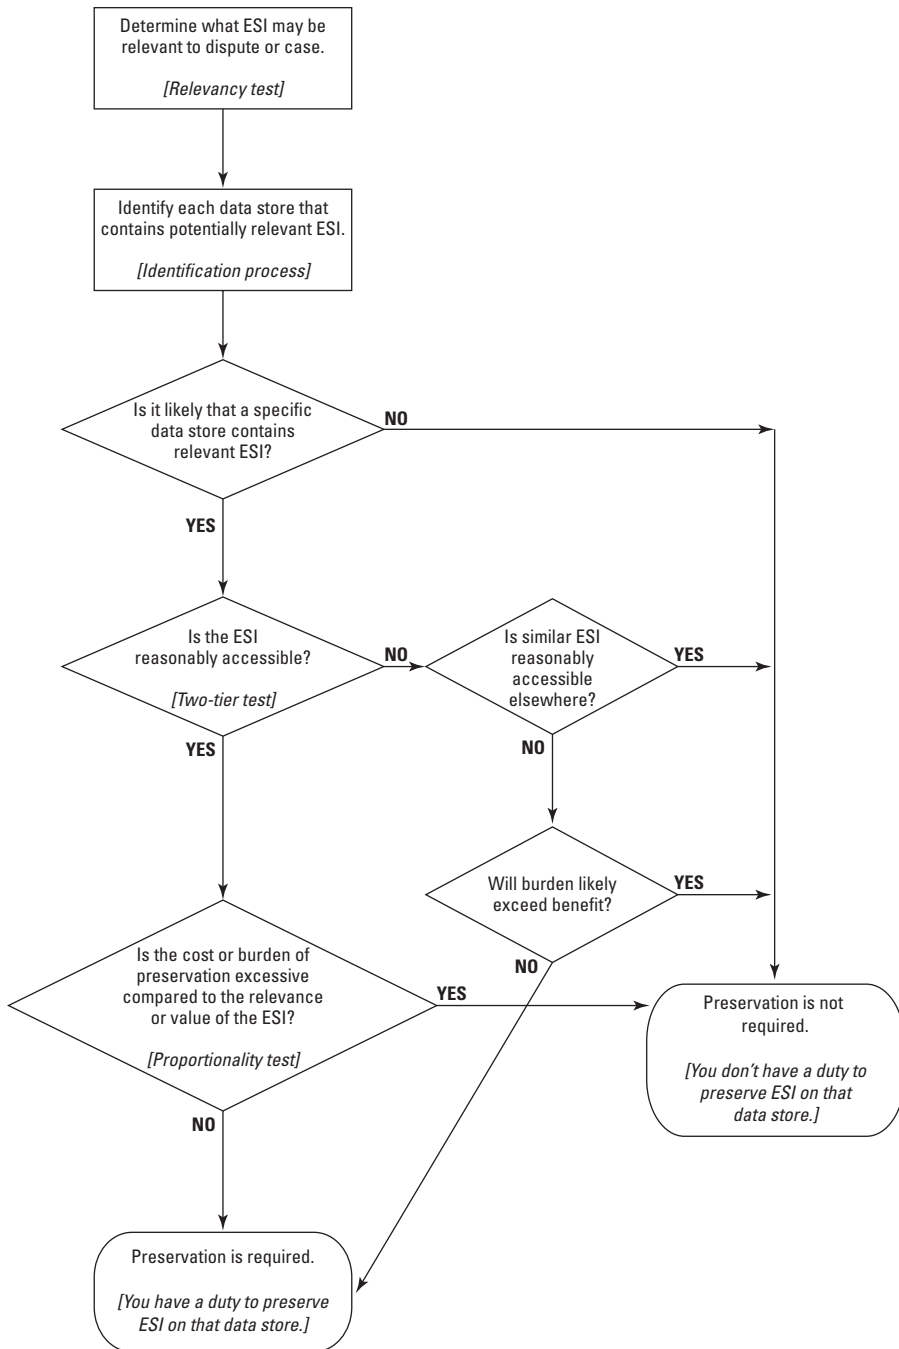 Determine what ESI may be
relevant to dispute or case.
[Relevancy test]
Identify each data store that
contains potentially relevant ESI.
[Identification process]
Is it likely that a specific
data store contains
relevant ESI?
NO
YES
Is the ESI
reasonably accessible?
[Two-tier test]
NO
YES
Is similar ESI
reasonably
accessible
elsewhere?
YES
NO
Will burden likely
exceed benefit?
YES
NO
Is the cost or burden of
preservation excessive
compared to the relevance
or value of the ESI?
[Proportionality test]
YES
NO
Preservation is not
required.
[You don't have a duty to
preserve ESI on that
data store.]
Preservation is required.
[You have a duty to preserve
ESI on that data store.]